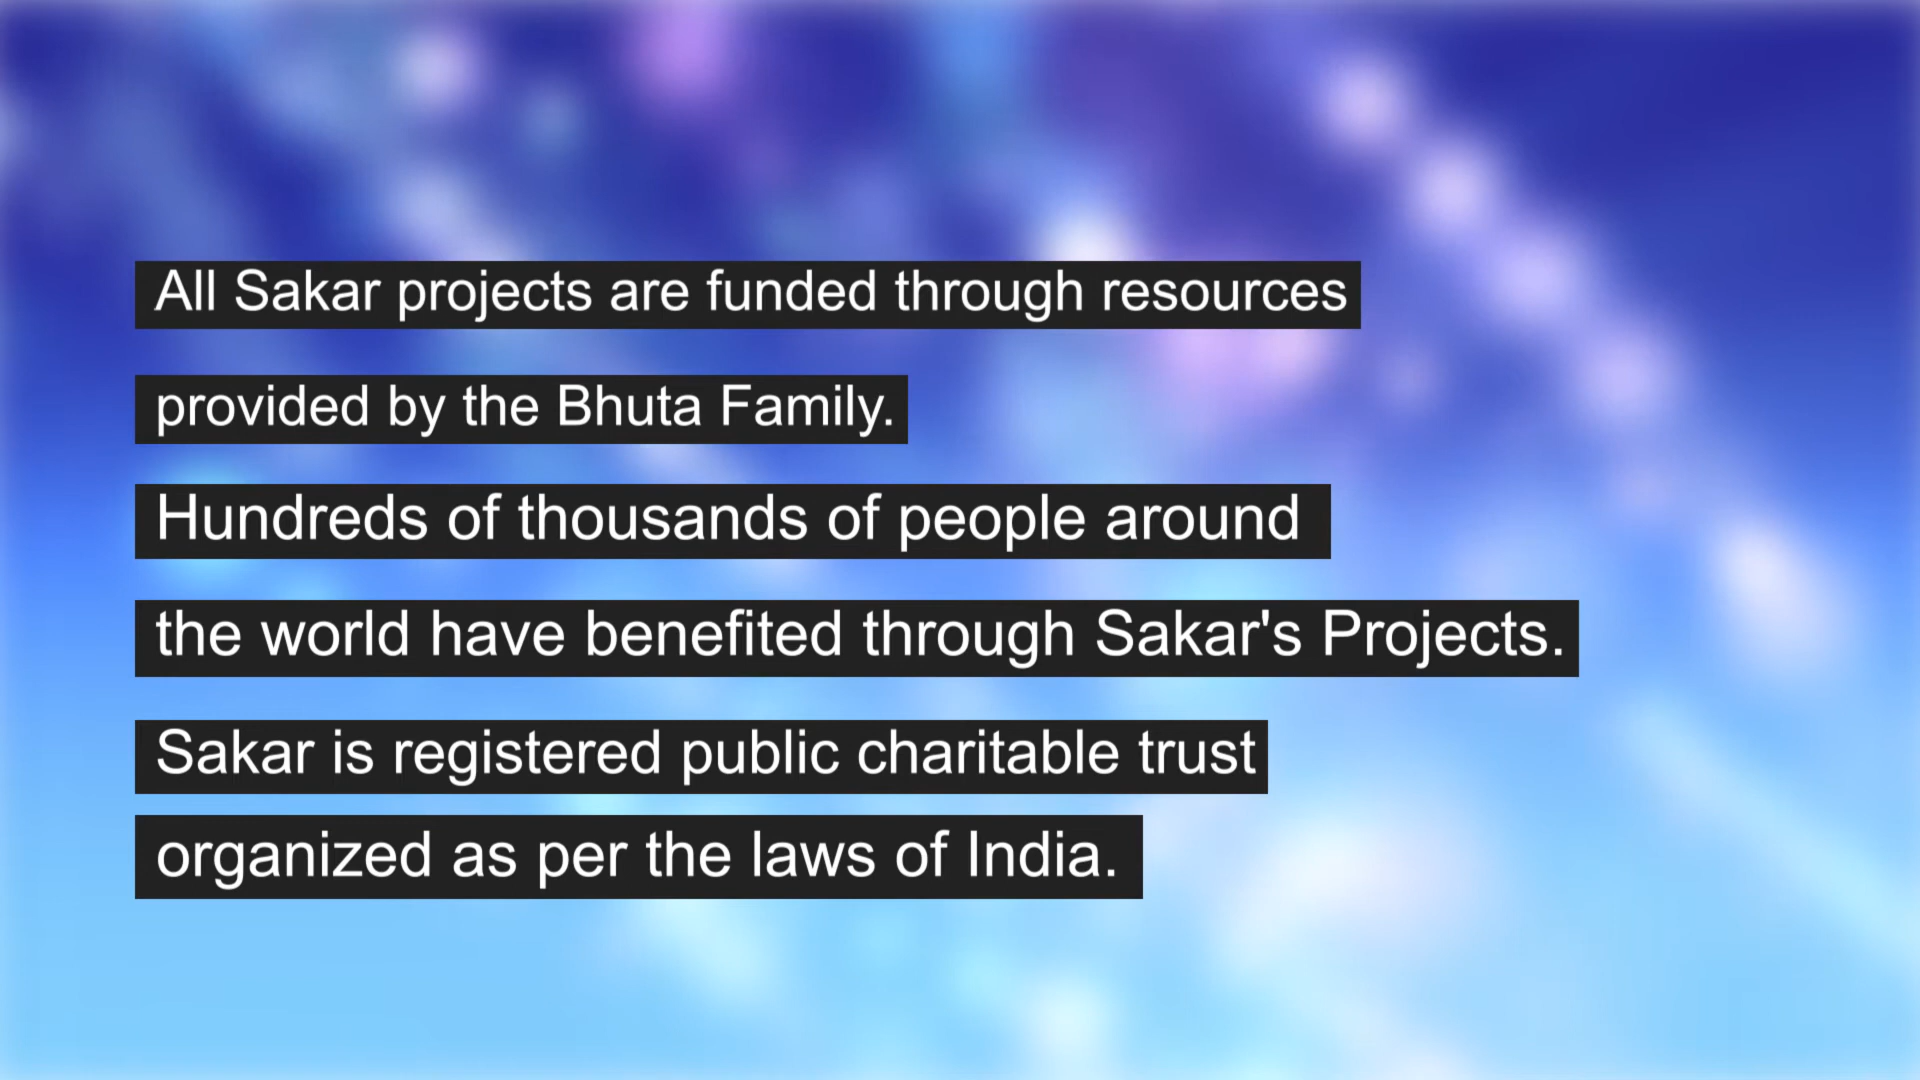 All Sakar projects are funded through resources
provided by the Bhuta Family.
Hundreds of thousands of people around
the world have benefited through Sakar's Projects.
Sakar is registered public charitable trust
organized as per the laws of India.